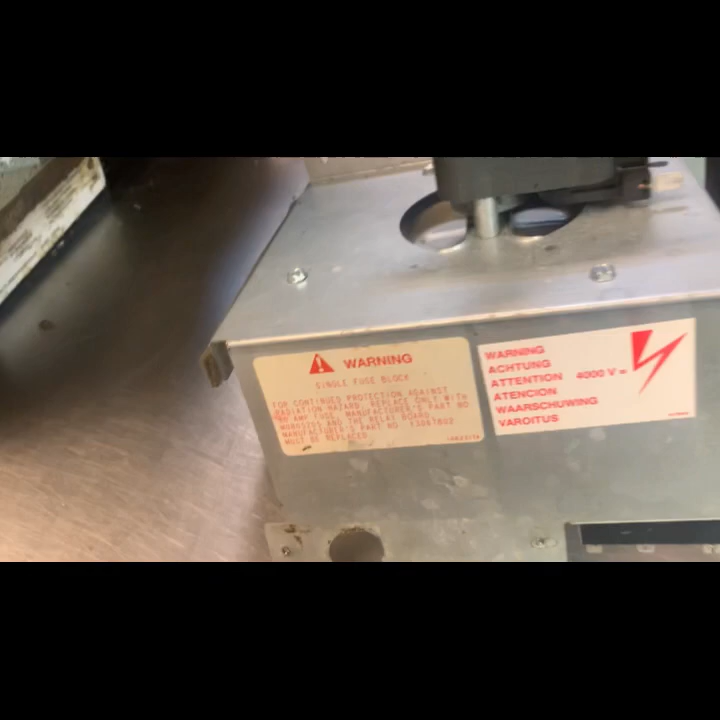 WARNING
SINGLE FUSE BLOCK
FOR CONTINUED PROTECTION AGAINST
RADIATION HAZARD, REPLACE ONLY WITH
AMP FUSE, MANUFACTURER'S PART NO
AND THE RELAY BOARD,
MANUFACTURER'S PART NO
MUST BE REPLACED
WARNING
ACHTUNG
ATTENTION 4000 V =
ATENCION
WAARSCHUWING
VAROITUS